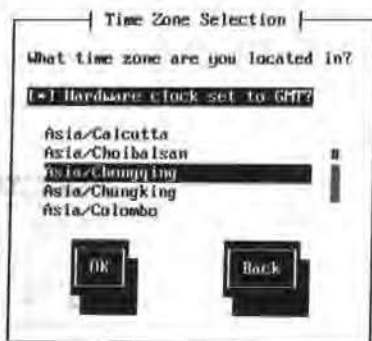 Time Zone Selection
What time zone are you located in?
[*] Hardware clock set to GMT?
Asia/Calcutta
Asia/Choibalsan
Asia/Chongqing
Asia/Chungking
Asia/Colombo
OK Back